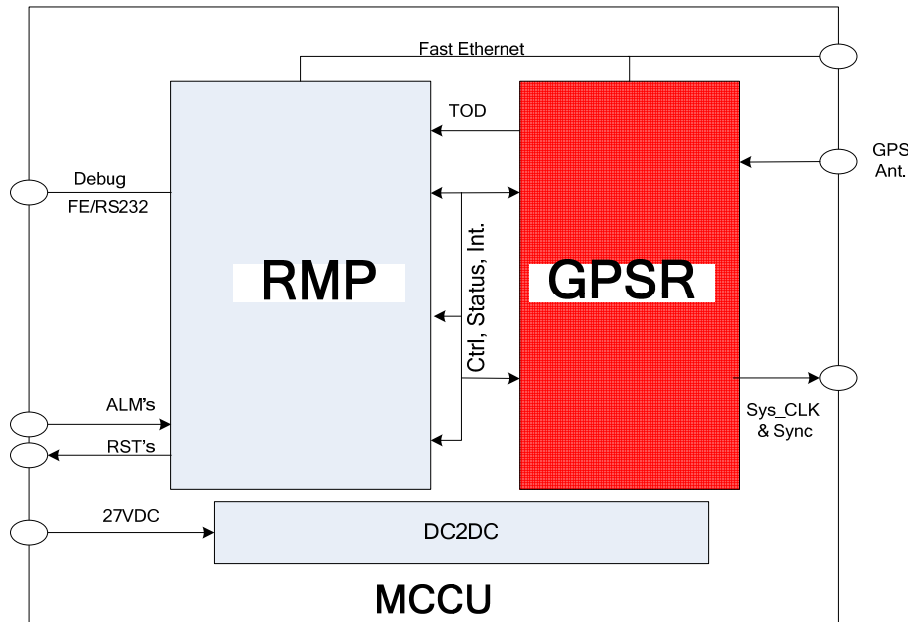 Fast Ethernet
TOD
GPS
Ant.
Debug
FE/RS232
Ctrl, Status, Int.
RMP
GPSR
ALM's
RST's
Sys_CLK
& Sync
27VDC
DC2DC
MCCU